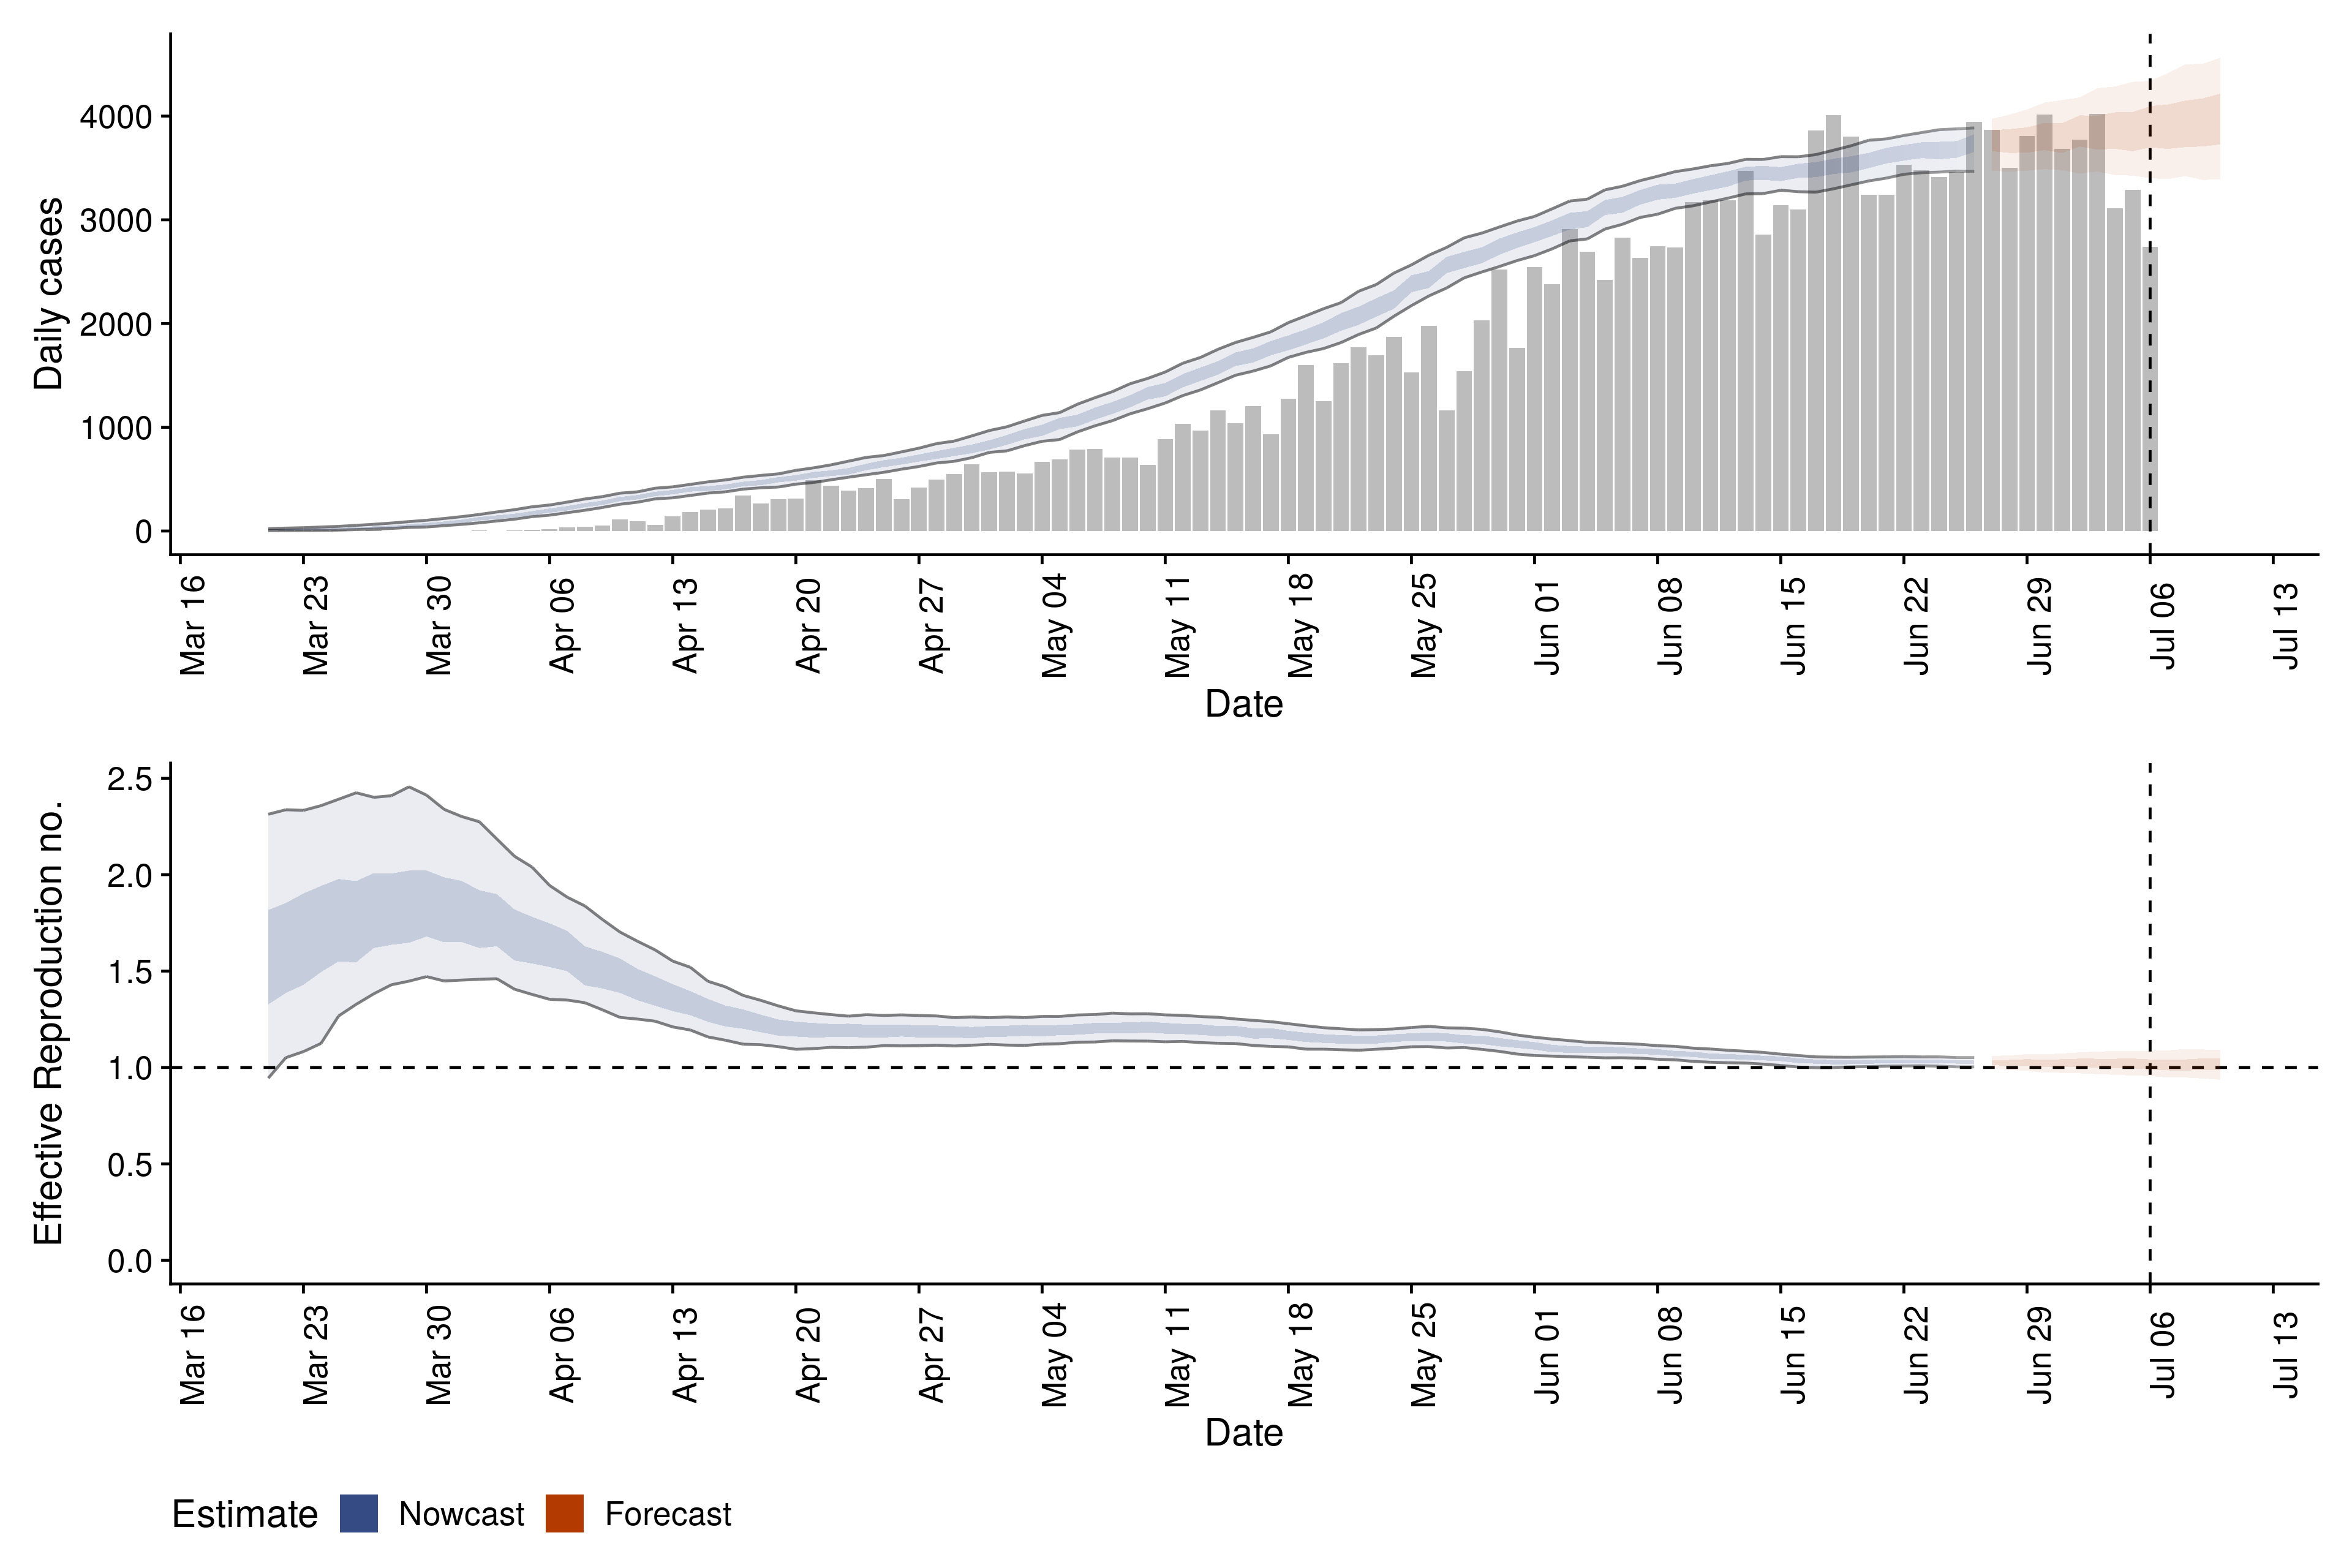 Daily cases
4000
3000
2000
1000
0
Mar 16 Mar 23 Mar 30 Apr 06 Apr 13 Apr 20 Apr 27 May 04 May 11 May 18 May 25 Jun 01 Jun 08 Jun 15 Jun 22 Jun 29 Jul 06 Jul 13
Date
Effective Reproduction no.
2.5
2.0
1.5
1.0
0.5
0.0
Mar 16 Mar 23 Mar 30 Apr 06 Apr 13 Apr 20 Apr 27 May 04 May 11 May 18 May 25 Jun 01 Jun 08 Jun 15 Jun 22 Jun 29 Jul 06 Jul 13
Date
Estimate Nowcast Forecast